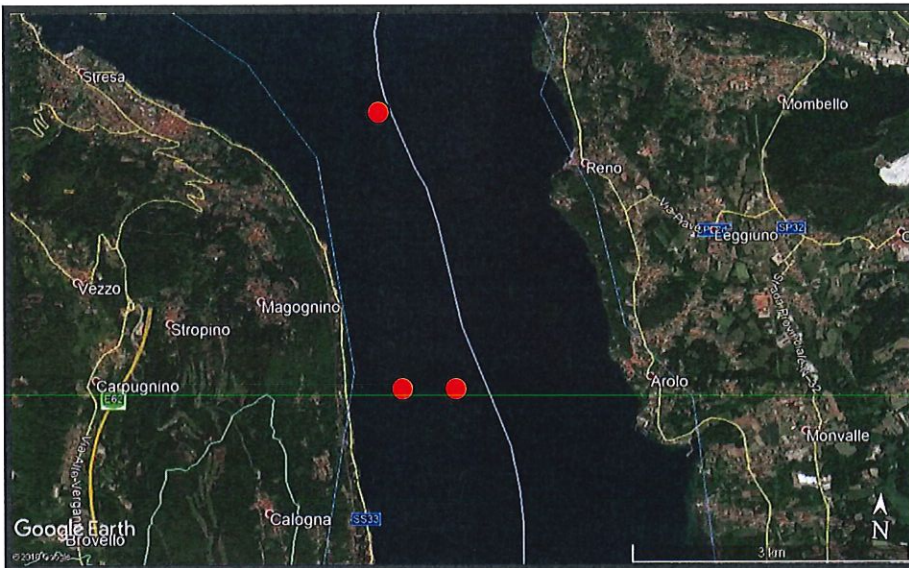 Stresa
Mombello
Reno
Leggiuno
SP32
Vezzo
Magognino
Stropino
Carpugnino
E62
Arolo
Monvalle
Calogna
SS33
Brovello
Google Earth
3 km
N